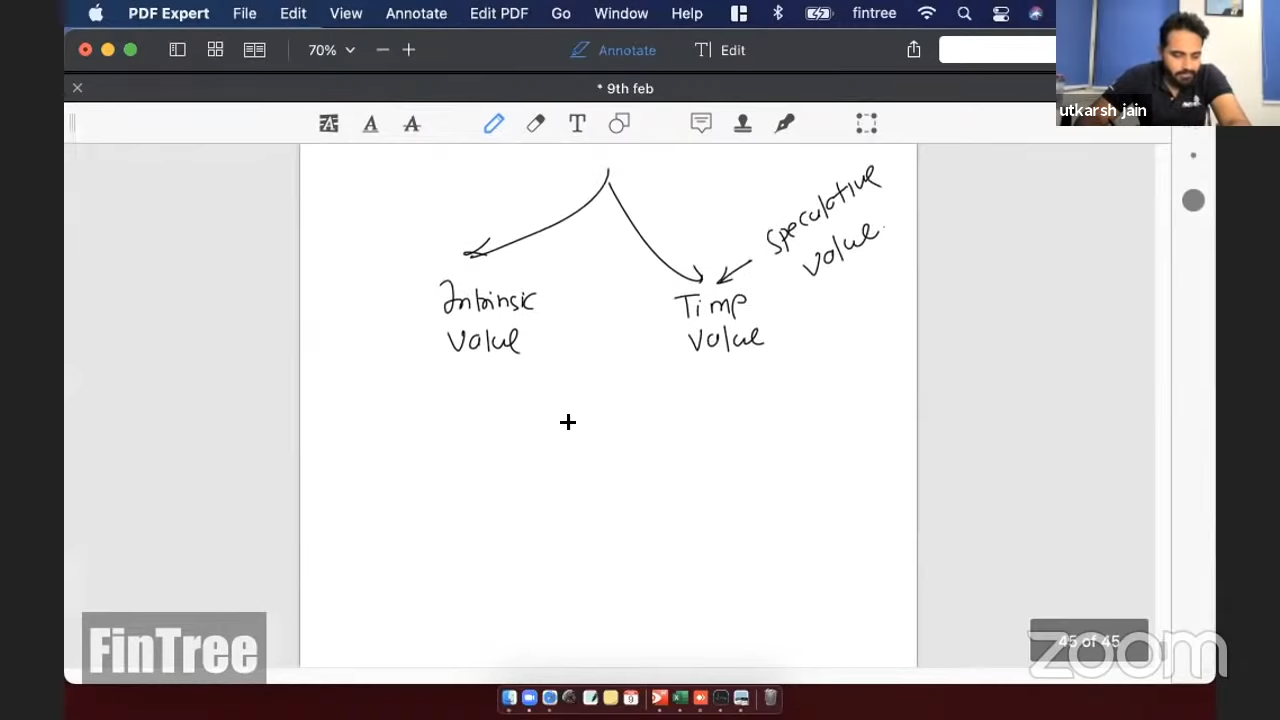 PDF Expert File Edit View Annotate Edit PDF Go Window Help fintree
70% Annotate Edit
* 9th feb
utkarsh jain
Speculative
value.
Intrinsic
value
Time
value
45 of 45
FinTree
zoom